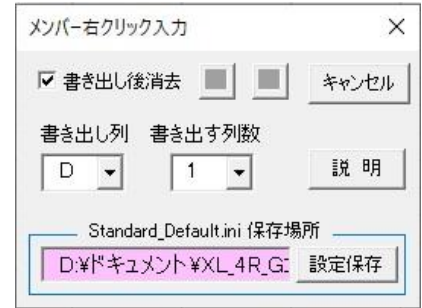 メンバー右クリック入力
書き出し後消去 キャンセル
書き出し列 書き出す列数
D 1 説 明
Standard_Default.ini 保存場所
D:¥ドキュメント¥XL_4R_G 設定保存